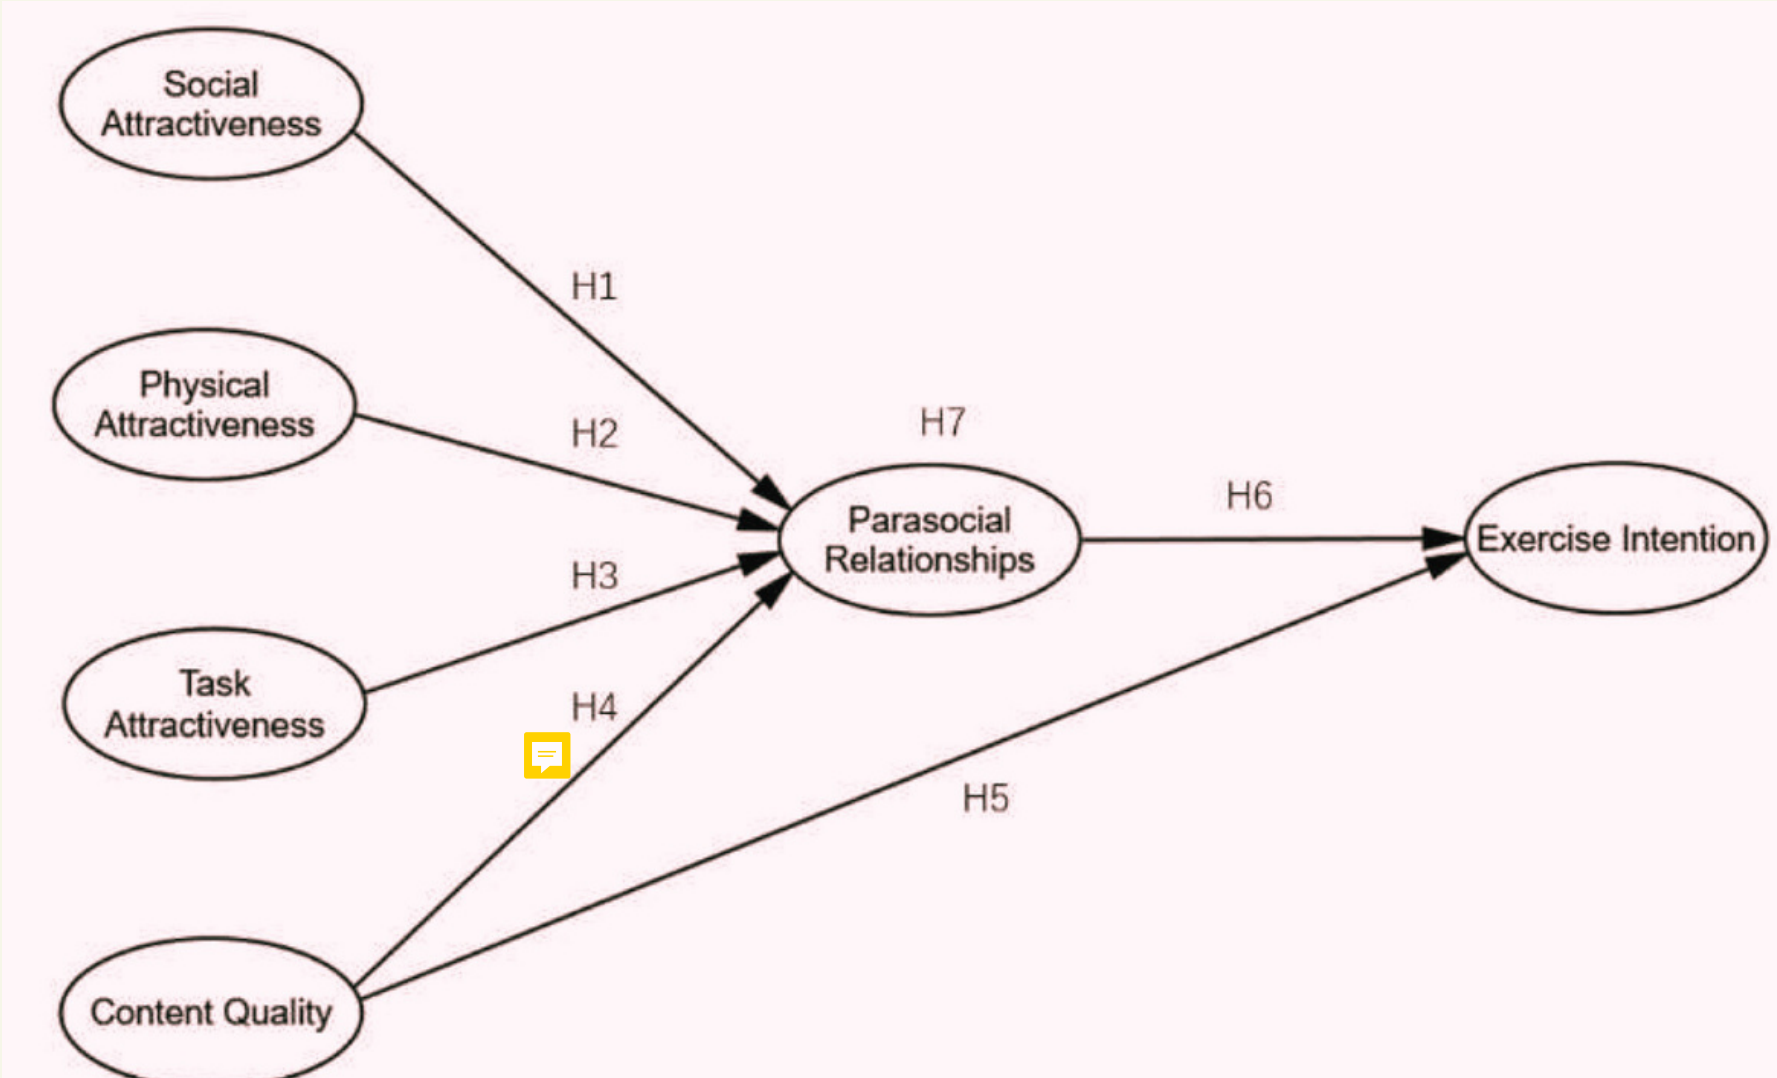 Social
Attractiveness
H1
Physical
Attractiveness
H2
H7
Parasocial
Relationships
H6
Exercise Intention
H3
Task
Attractiveness
H4
H5
Content Quality